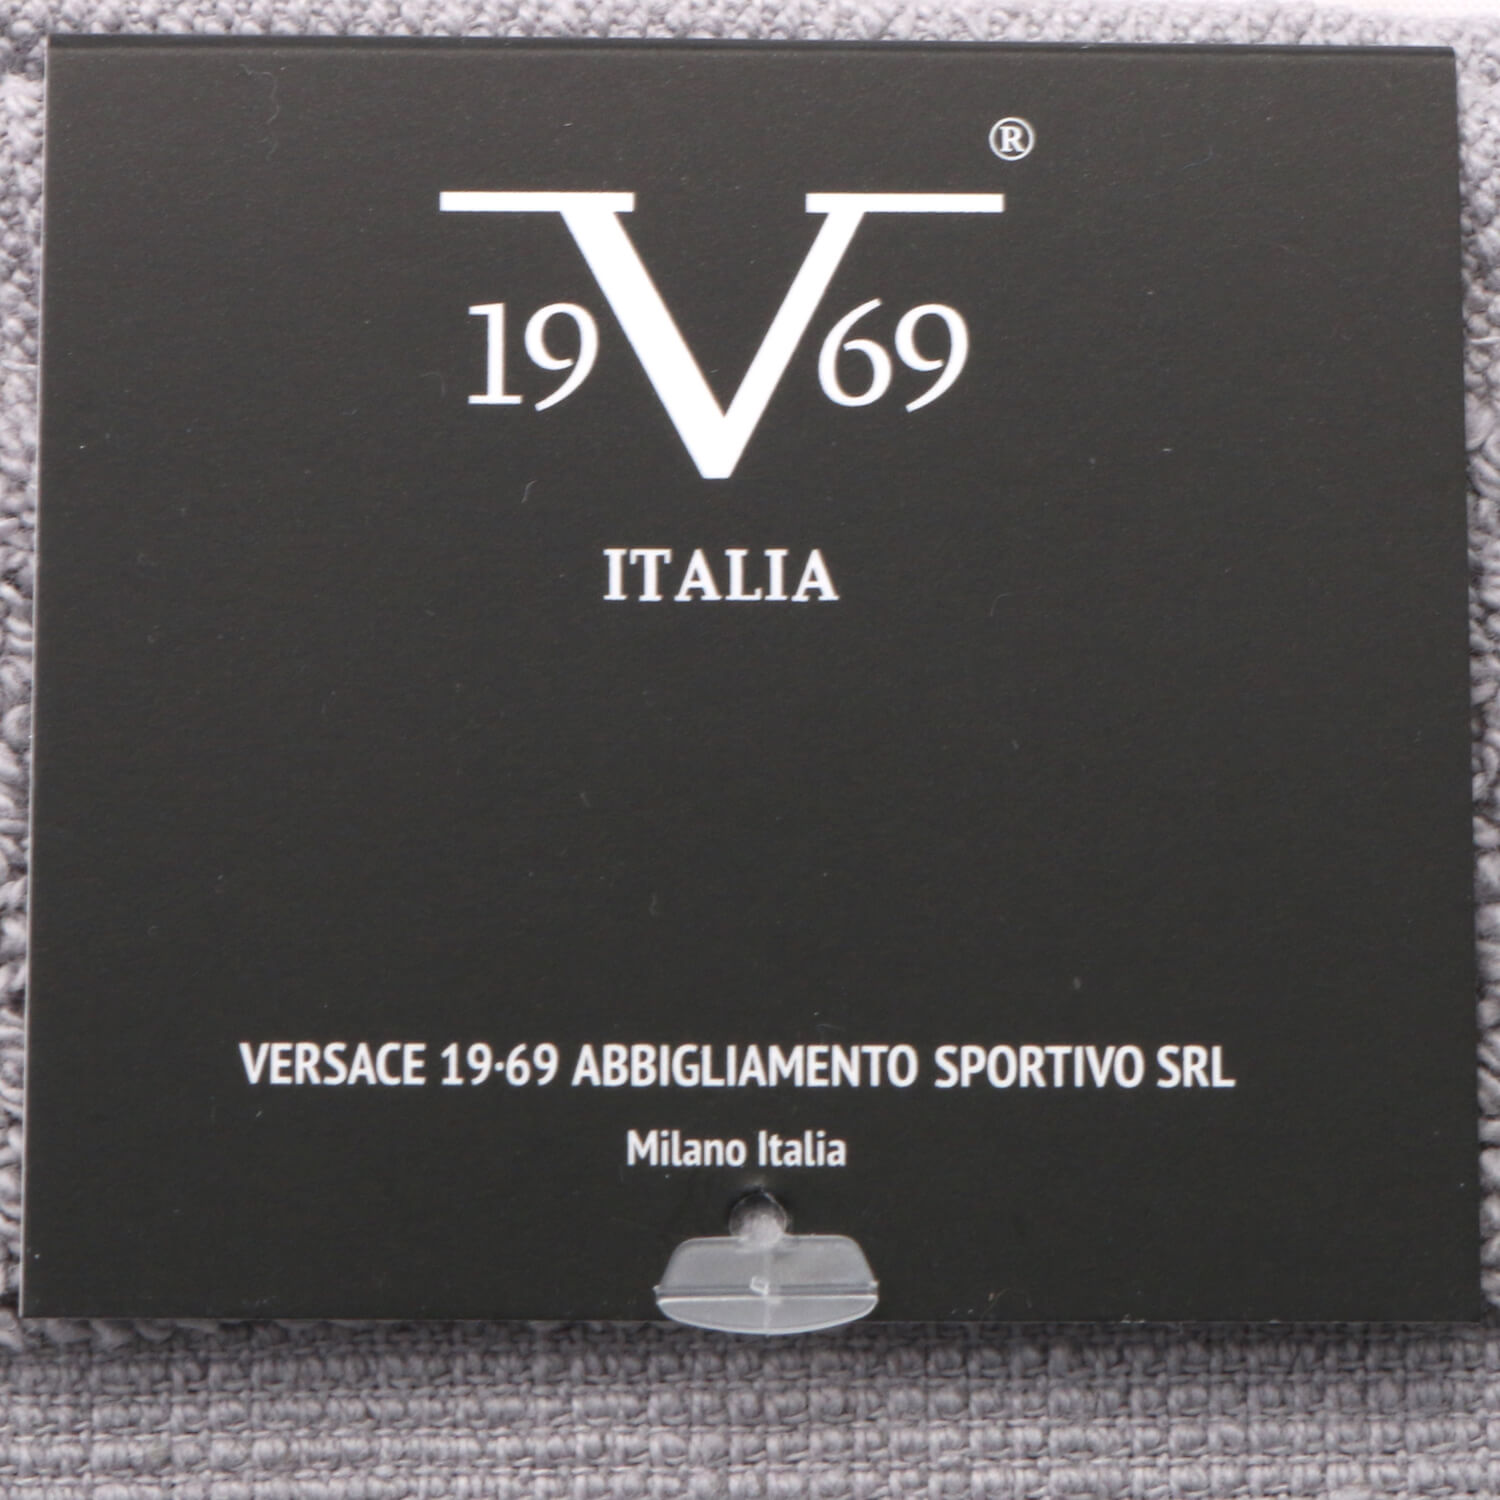 ®
19V69
ITALIA
VERSACE 19·69 ABBIGLIAMENTO SPORTIVO SRL
Milano Italia